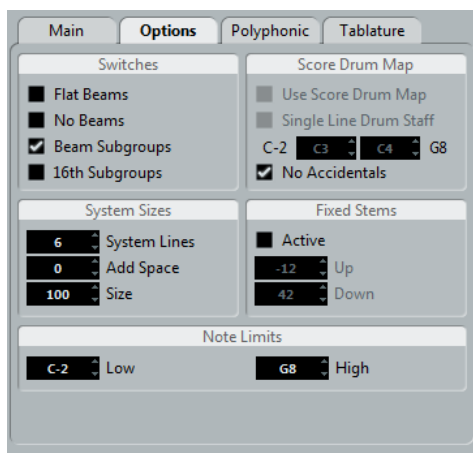 Main Options Polyphonic Tablature
Switches
Flat Beams
No Beams
Beam Subgroups
16th Subgroups
Score Drum Map
Use Score Drum Map
Single Line Drum Staff
C-2 C3 C4 G8
No Accidentals
System Sizes
6 System Lines
0 Add Space
100 Size
Fixed Stems
Active
-12 Up
42 Down
Note Limits
C-2 Low G8 High